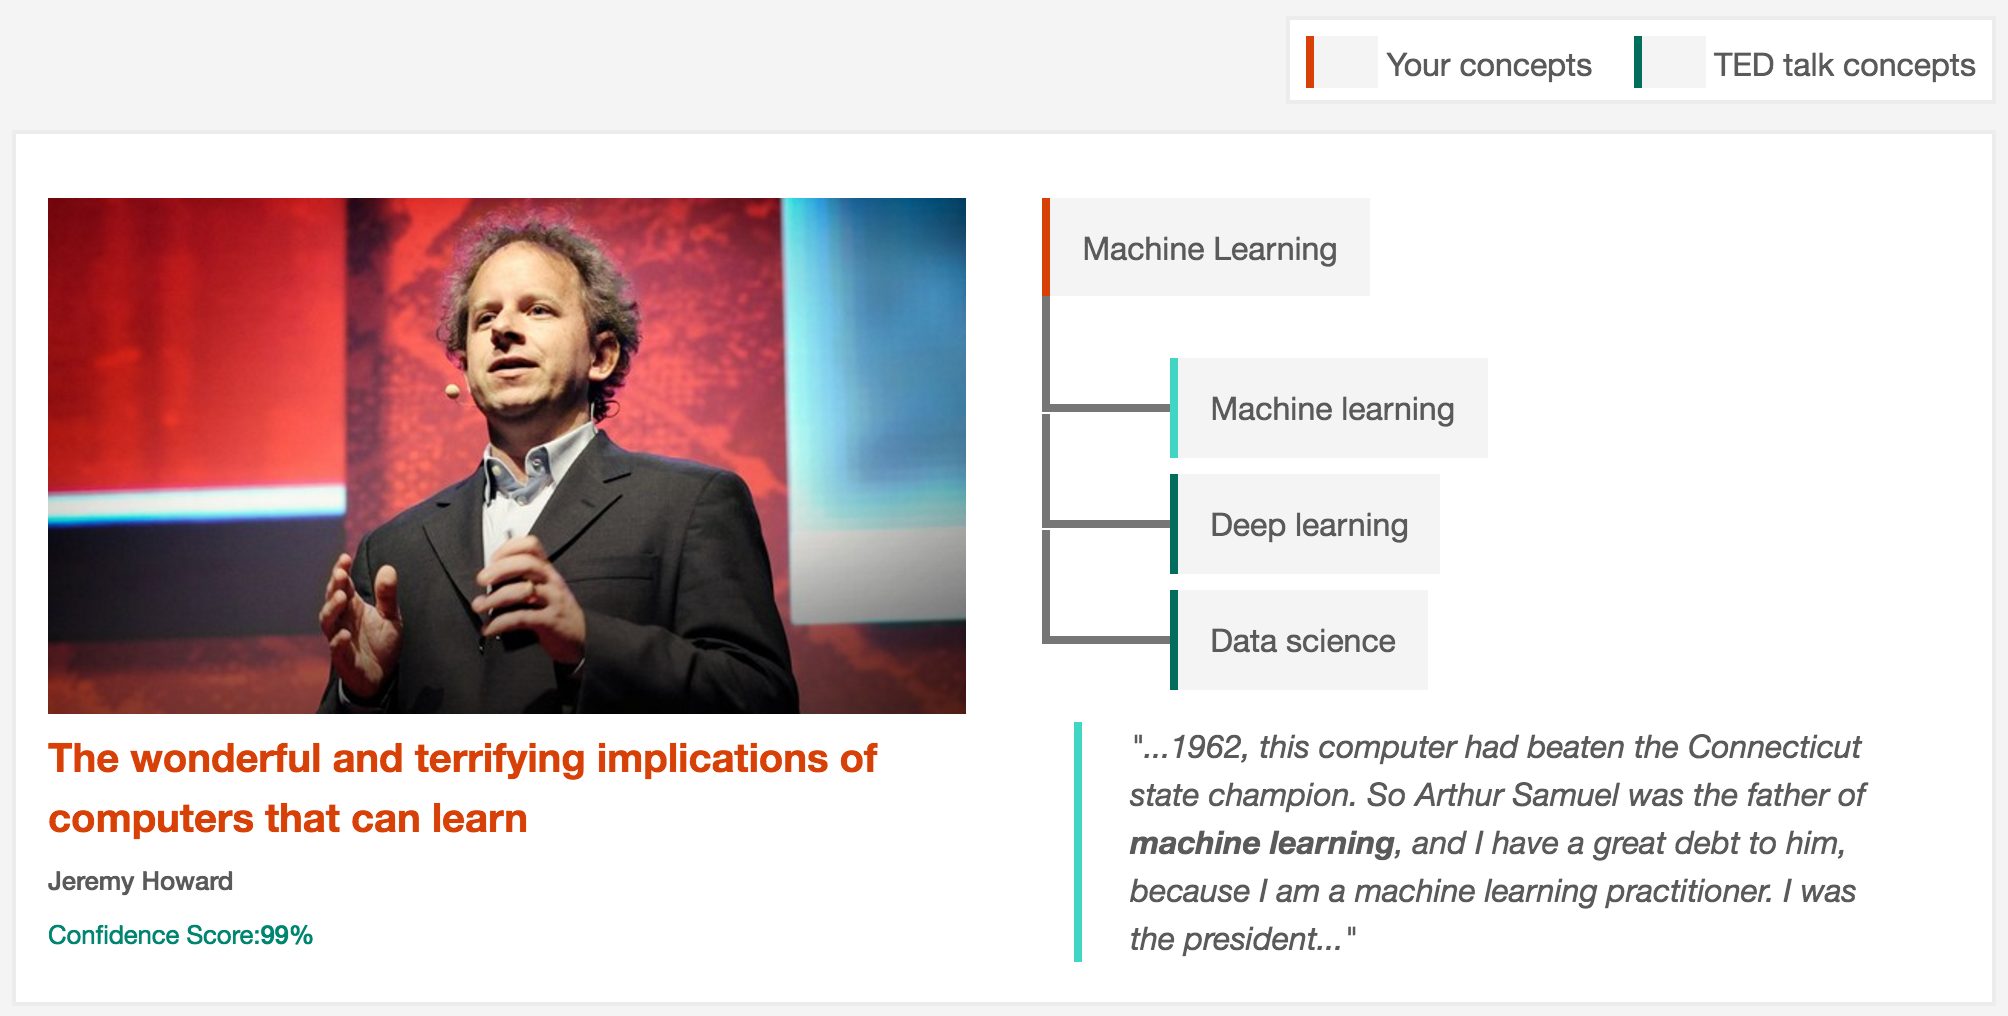 Your concepts
TED talk concepts
The wonderful and terrifying implications of
computers that can learn
Jeremy Howard
Confidence Score:99%
Machine Learning
Machine learning
Deep learning
Data science
"...1962, this computer had beaten the Connecticut
state champion. So Arthur Samuel was the father of
machine learning, and I have a great debt to him,
because I am a machine learning practitioner. I was
the president..."